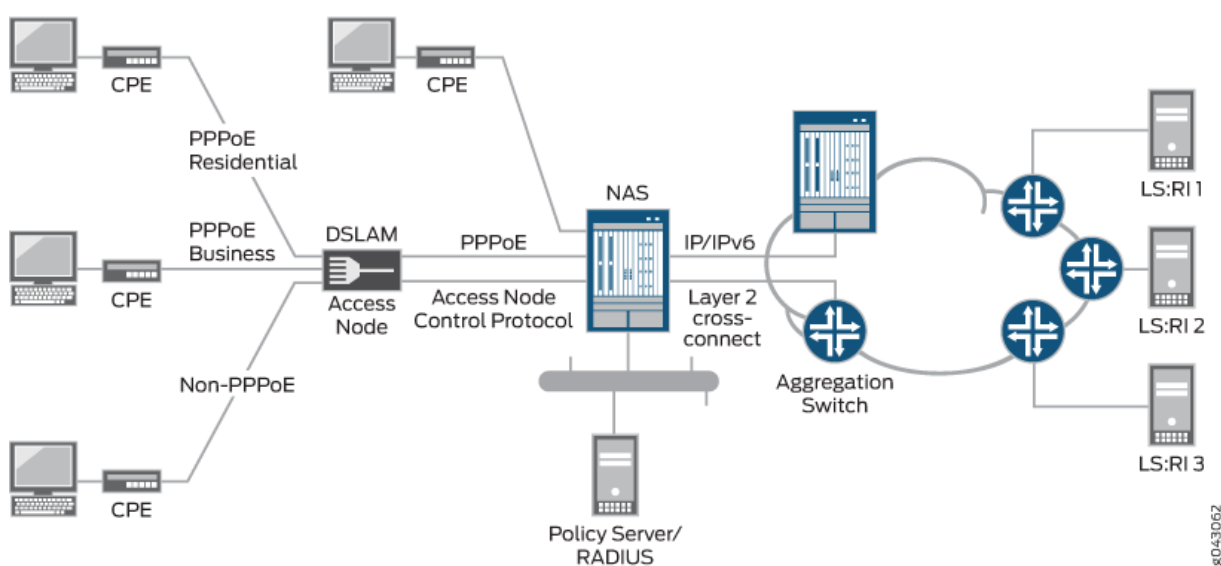 CPE
CPE
PPPoE
Residential
PPPoE
Business
CPE
Non-PPPoE
CPE
DSLAM
Access
Node
PPPoE
Access Node
Control Protocol
NAS
IP/IPv6
Layer 2
cross-
connect
Policy Server/
RADIUS
Aggregation
Switch
LS:RI 1
LS:RI 2
LS:RI 3
g043062